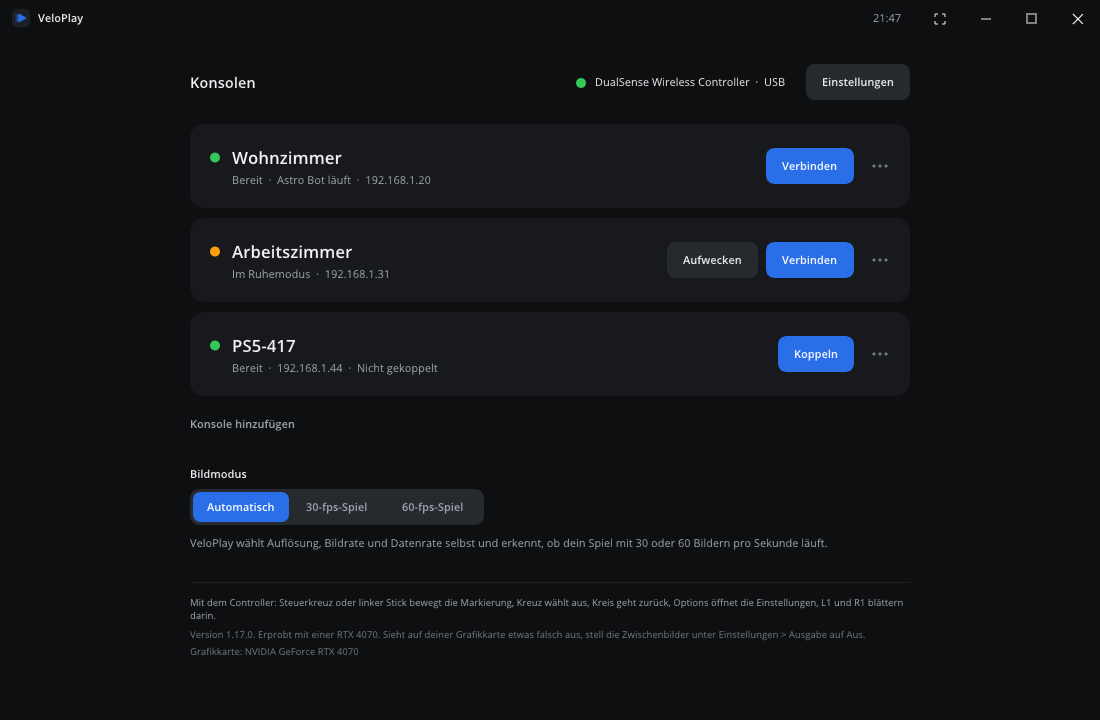 VeloPlay
21:47
Konsolen
DualSense Wireless Controller · USB
Einstellungen
Wohnzimmer
Bereit · Astro Bot läuft · 192.168.1.20
Verbinden
Arbeitszimmer
Im Ruhemodus · 192.168.1.31
Aufwecken
Verbinden
PS5-417
Bereit · 192.168.1.44 · Nicht gekoppelt
Koppeln
Konsole hinzufügen
Bildmodus
Automatisch
30-fps-Spiel
60-fps-Spiel
VeloPlay wählt Auflösung, Bildrate und Datenrate selbst und erkennt, ob dein Spiel mit 30 oder 60 Bildern pro Sekunde läuft.
Mit dem Controller: Steuerkreuz oder linker Stick bewegt die Markierung, Kreuz wählt aus, Kreis geht zurück, Options öffnet die Einstellungen, L1 und R1 blättern
darin.
Version 1.17.0. Erprobt mit einer RTX 4070. Sieht auf deiner Grafikkarte etwas falsch aus, stell die Zwischenbilder unter Einstellungen > Ausgabe auf Aus.
Grafikkarte: NVIDIA GeForce RTX 4070